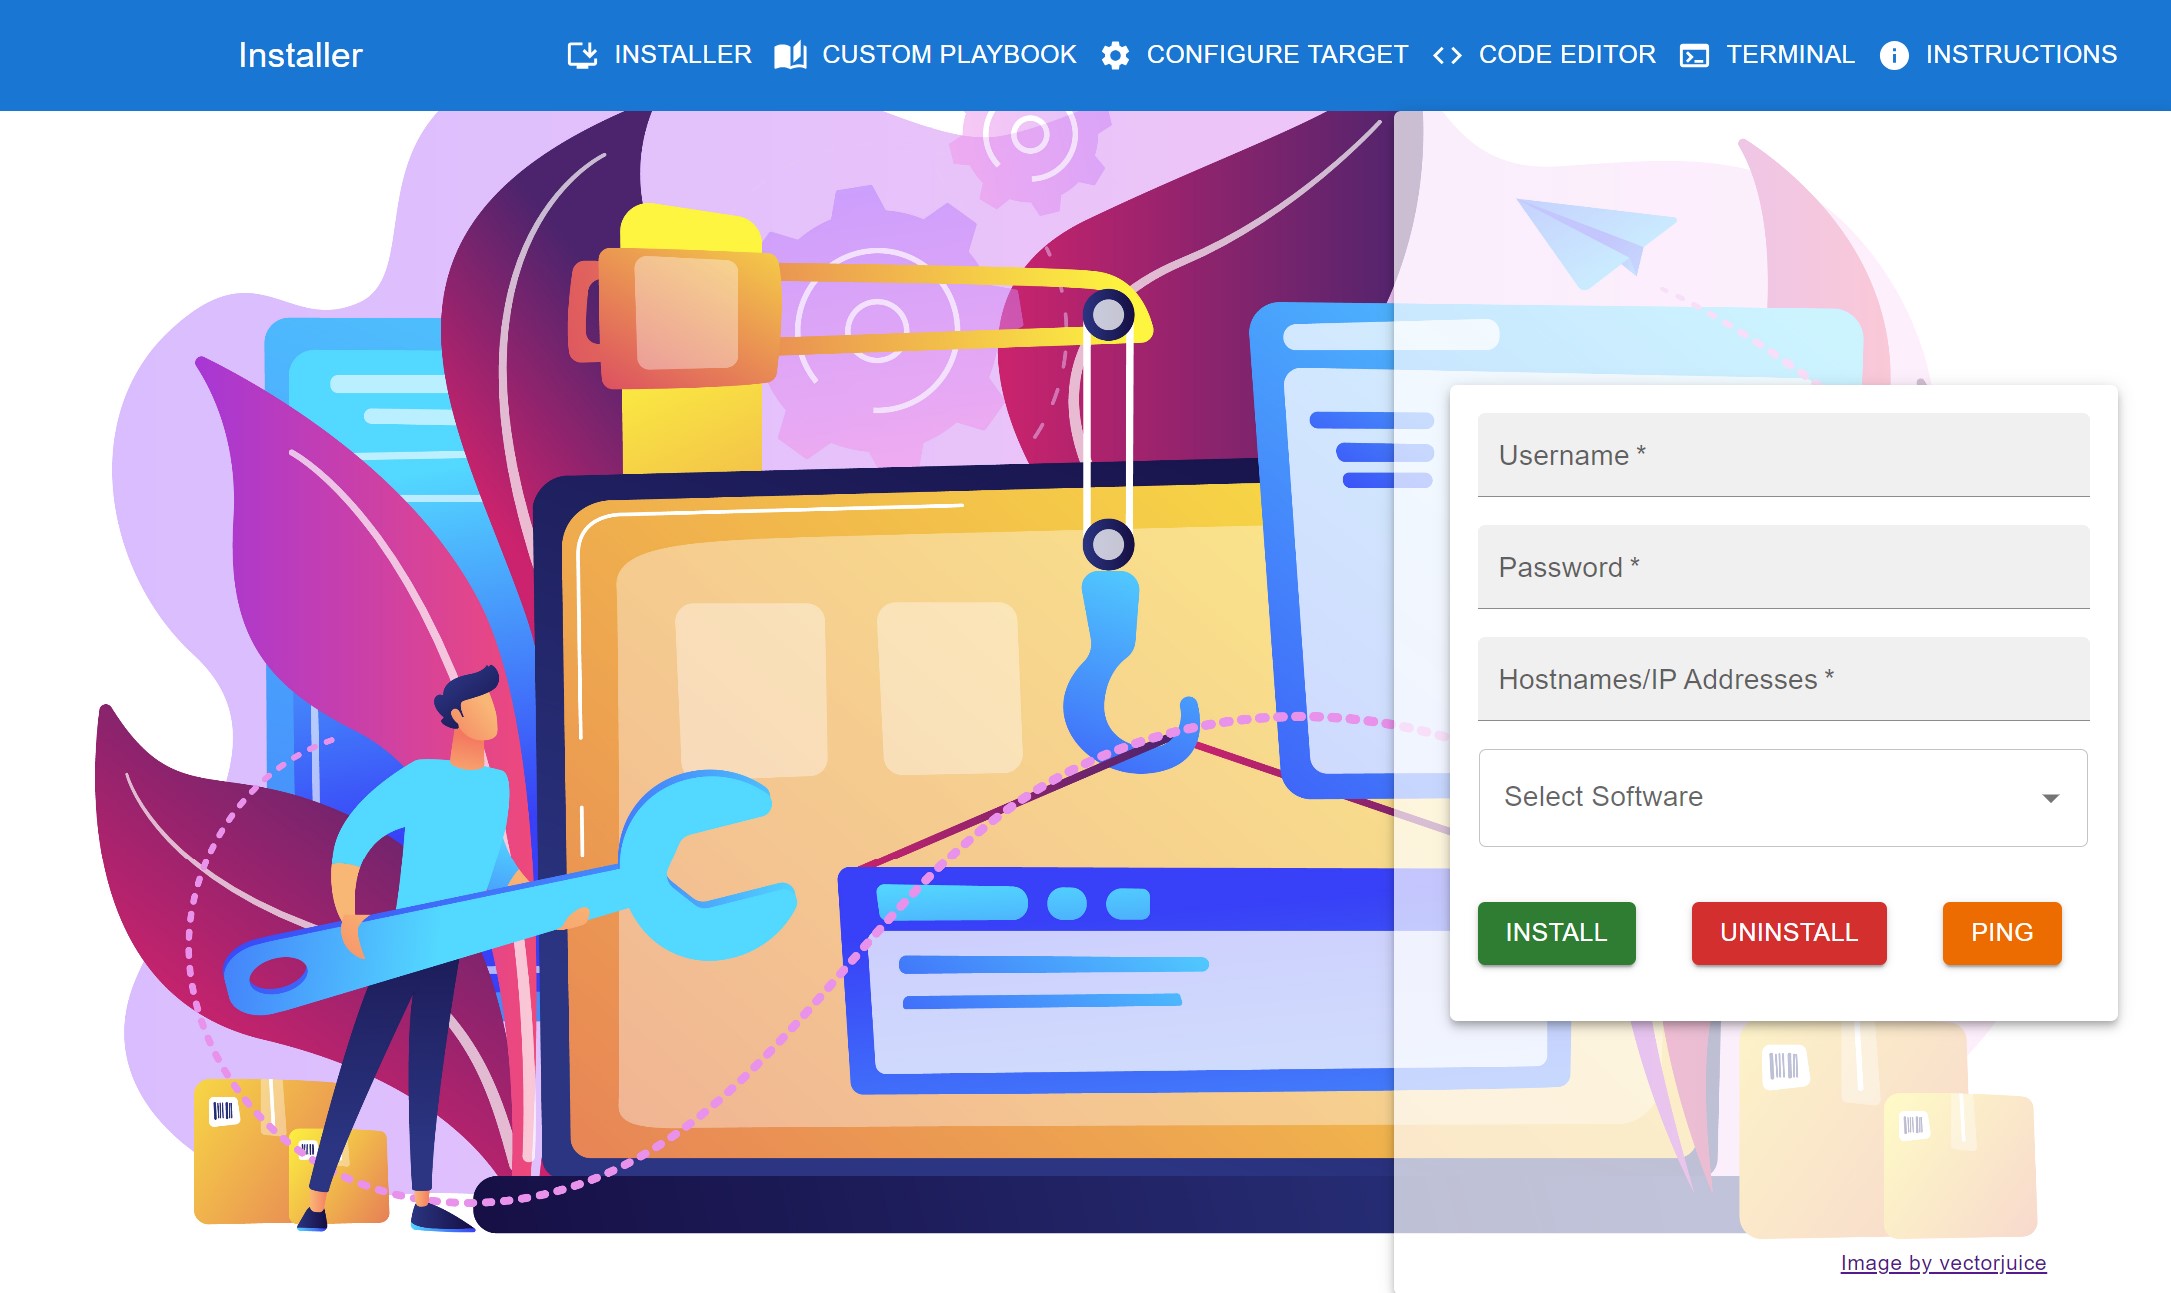 Installer
INSTALLER
CUSTOM PLAYBOOK
CONFIGURE TARGET
CODE EDITOR
TERMINAL
INSTRUCTIONS
Username *
Password *
Hostnames/IP Addresses *
Select Software
INSTALL
UNINSTALL
PING
Image by vectorjuice